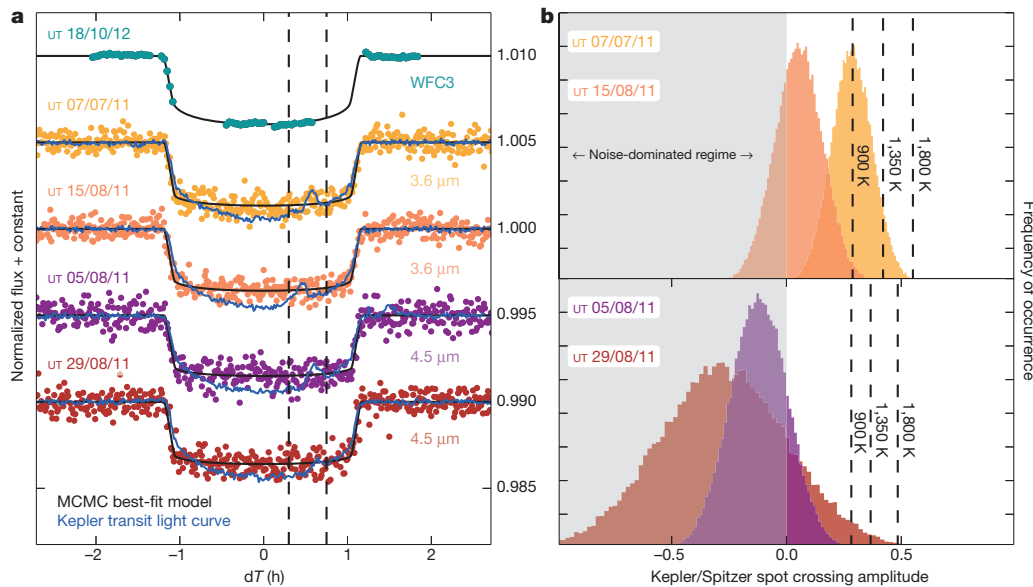 a
UT 18/10/12
WFC3
1.010
UT 07/07/11
1.005
3.6 μm
UT 15/08/11
1.000
3.6 μm
UT 05/08/11
0.995
4.5 μm
UT 29/08/11
0.990
4.5 μm
0.985
MCMC best-fit model
Kepler transit light curve
Normalized flux + constant
−2
−1
0
1
2
dT (h)
b
UT 07/07/11
UT 15/08/11
← Noise-dominated regime →
900 K
1,350 K
1,800 K
UT 05/08/11
UT 29/08/11
900 K
1,350 K
1,800 K
Frequency of occurrence
−0.5
0.0
0.5
Kepler/Spitzer spot crossing amplitude